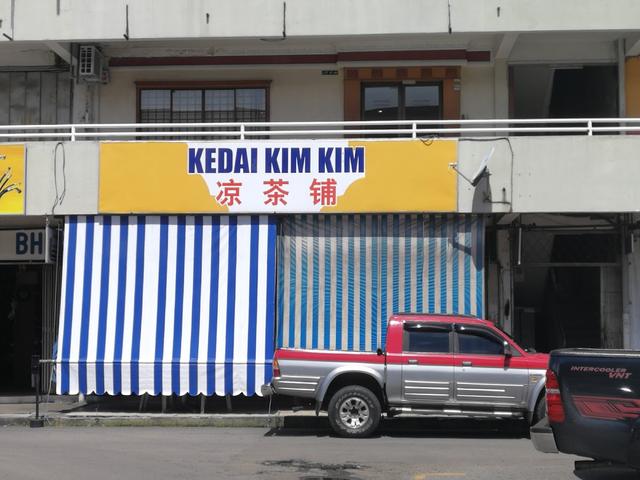 KEDAI KIM KIM
凉茶铺
BH
INTERCOOLER
VNT